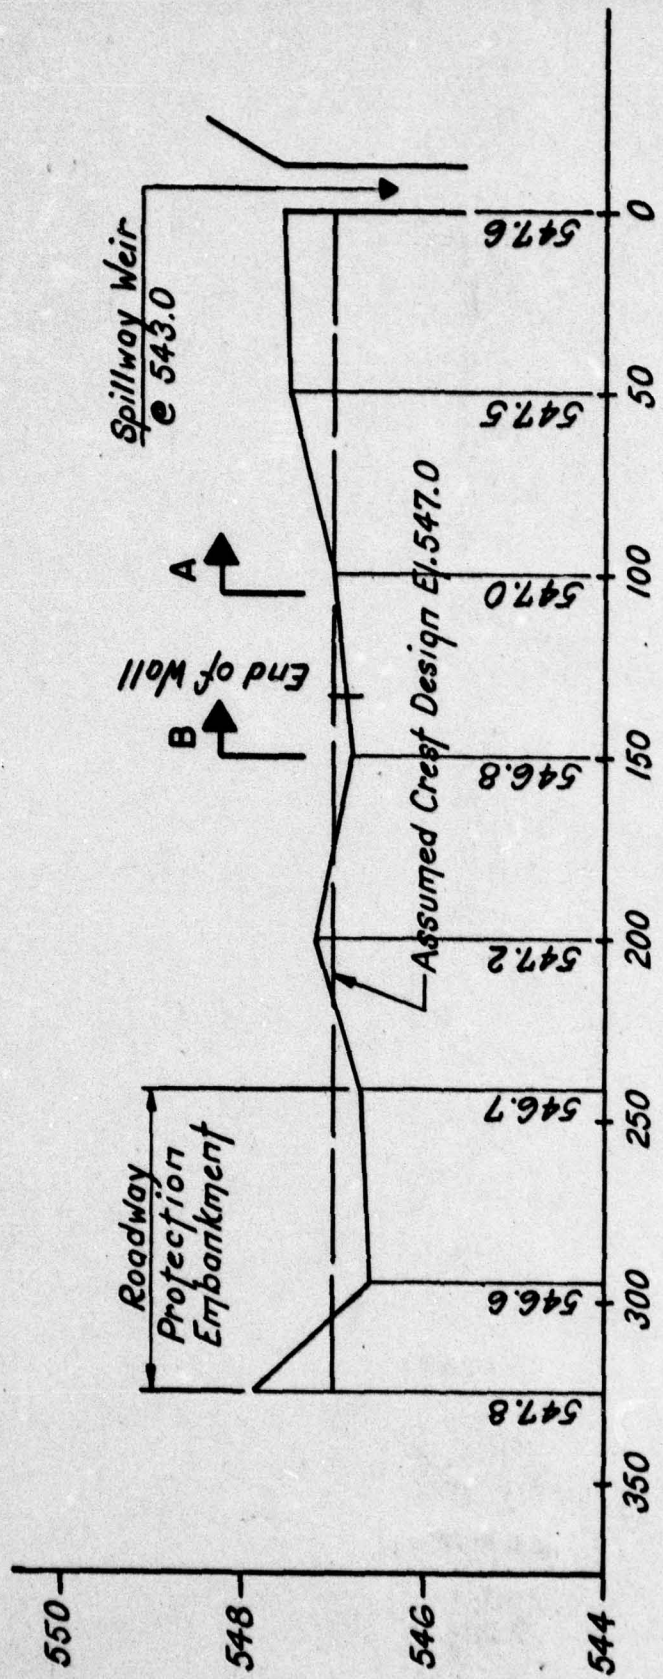 Spillway Weir
@ 543.0
A
End of Wall
B
Assumed Crest Design El.547.0
Roadway
Protection
Embankment
550
548
546
544
547.8
546.6
546.7
547.2
546.8
547.0
547.5
547.6
350
300
250
200
150
100
50
0